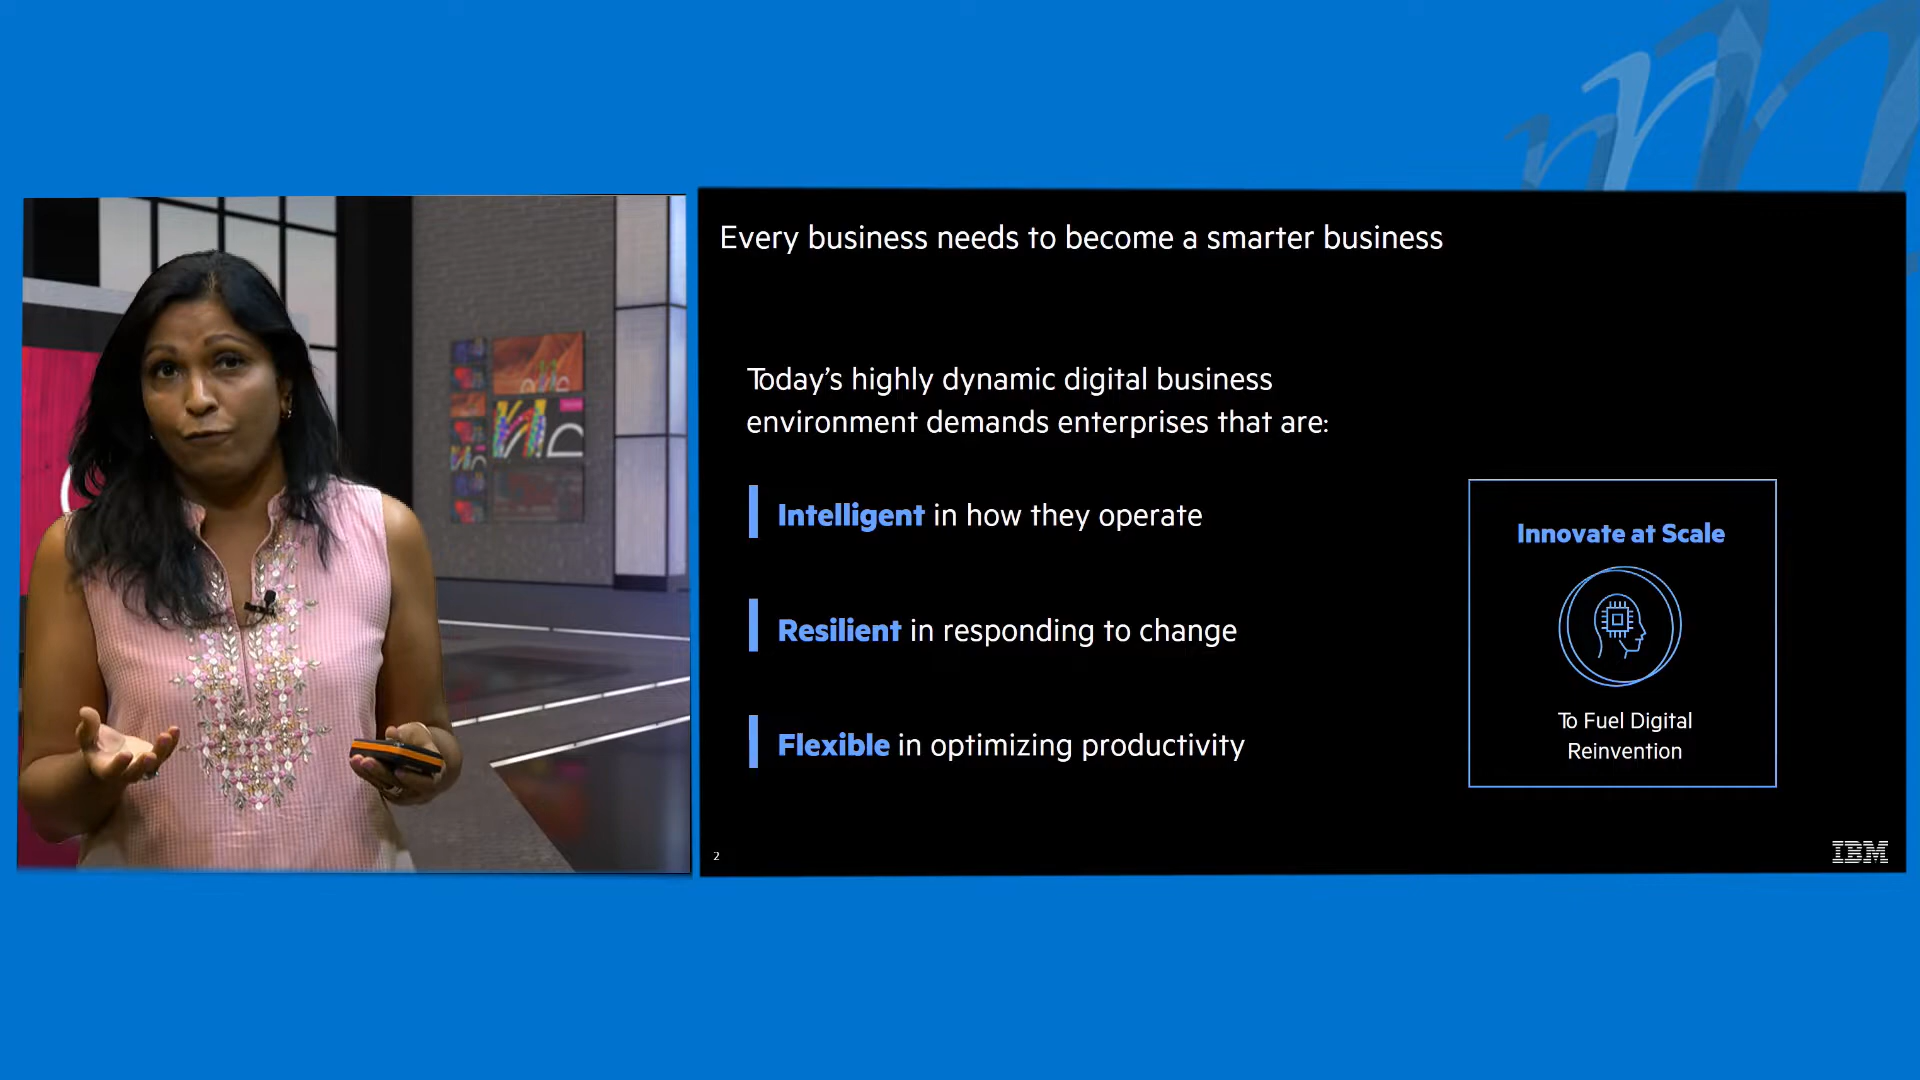 Every business needs to become a smarter business
Today's highly dynamic digital business
environment demands enterprises that are:
Intelligent in how they operate
Resilient in responding to change
Flexible in optimizing productivity
Innovate at Scale
To Fuel Digital
Reinvention
2
IBM